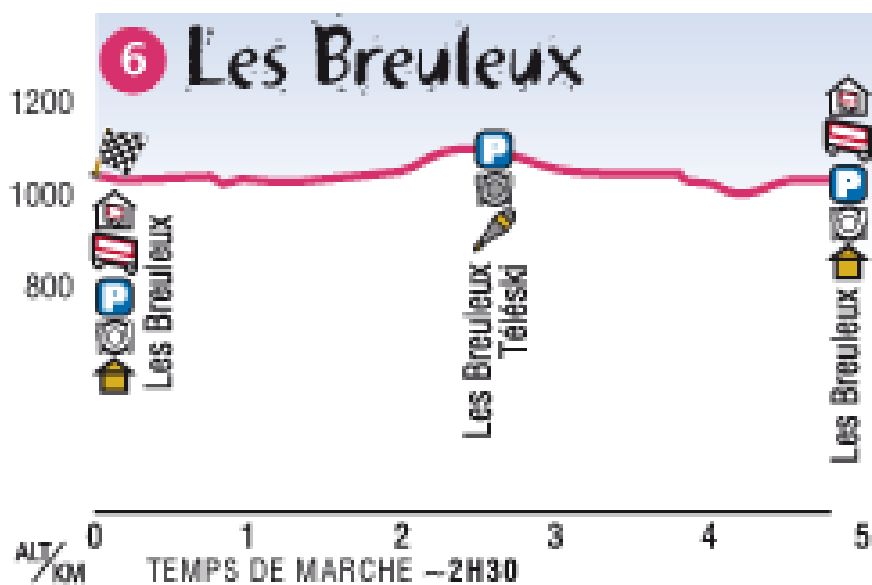 6 Les Breuleux
1200
1000
800
P
Les Breuleux
P
Les Breuleux
Téléski
P
Les Breuleux
0 1 2 3 4 5
ALT/KM
TEMPS DE MARCHE ~2H30